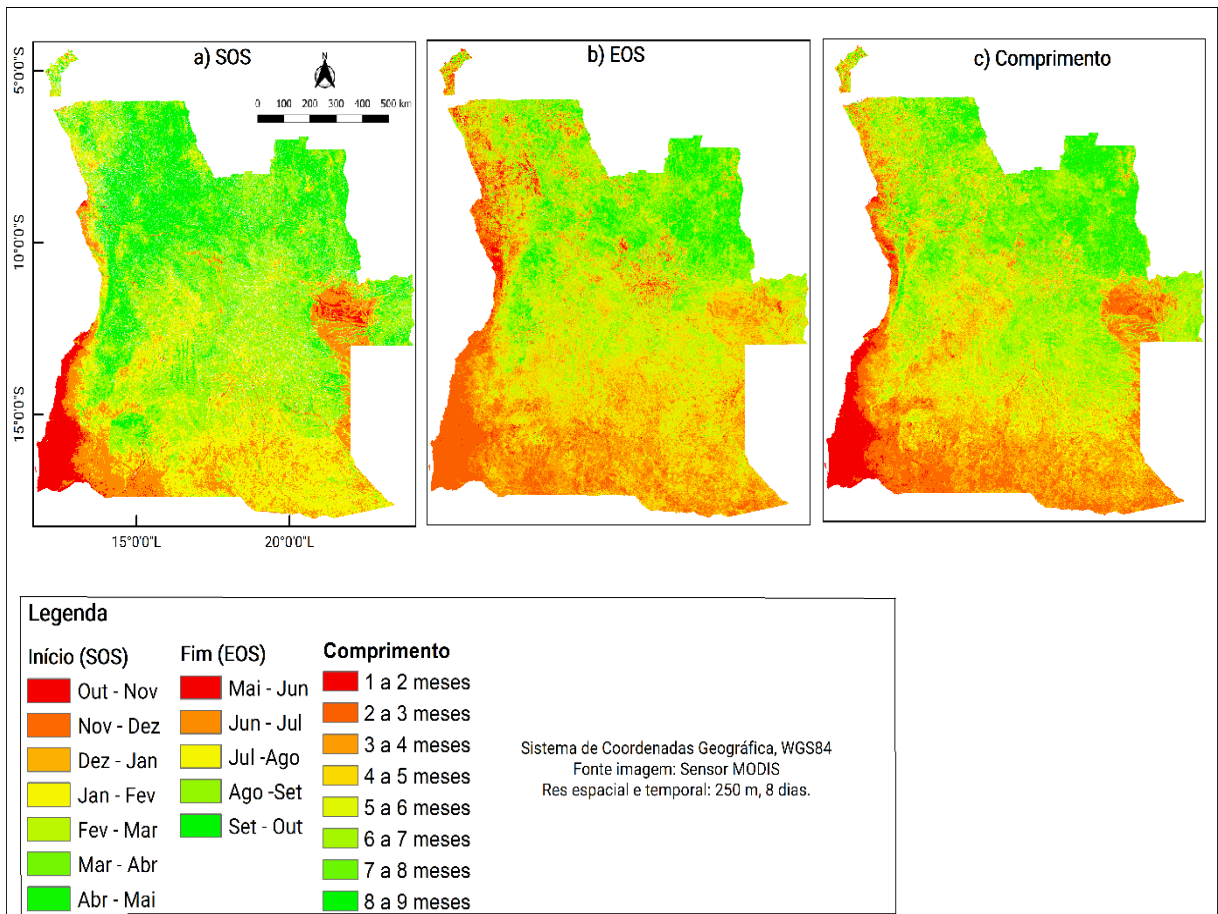 a) SOS
b) EOS
c) Comprimento
N
0 100 200 300 400 500 km
5°0'0"S
10°0'0"S
15°0'0"S
15°0'0"L
20°0'0"L
Legenda
Início (SOS)
Out - Nov
Nov - Dez
Dez - Jan
Jan - Fev
Fev - Mar
Mar - Abr
Abr - Mai
Fim (EOS)
Mai - Jun
Jun - Jul
Jul -Ago
Ago -Set
Set - Out
Comprimento
1 a 2 meses
2 a 3 meses
3 a 4 meses
4 a 5 meses
5 a 6 meses
6 a 7 meses
7 a 8 meses
8 a 9 meses
Sistema de Coordenadas Geográfica, WGS84
Fonte imagem: Sensor MODIS
Res espacial e temporal: 250 m, 8 dias.